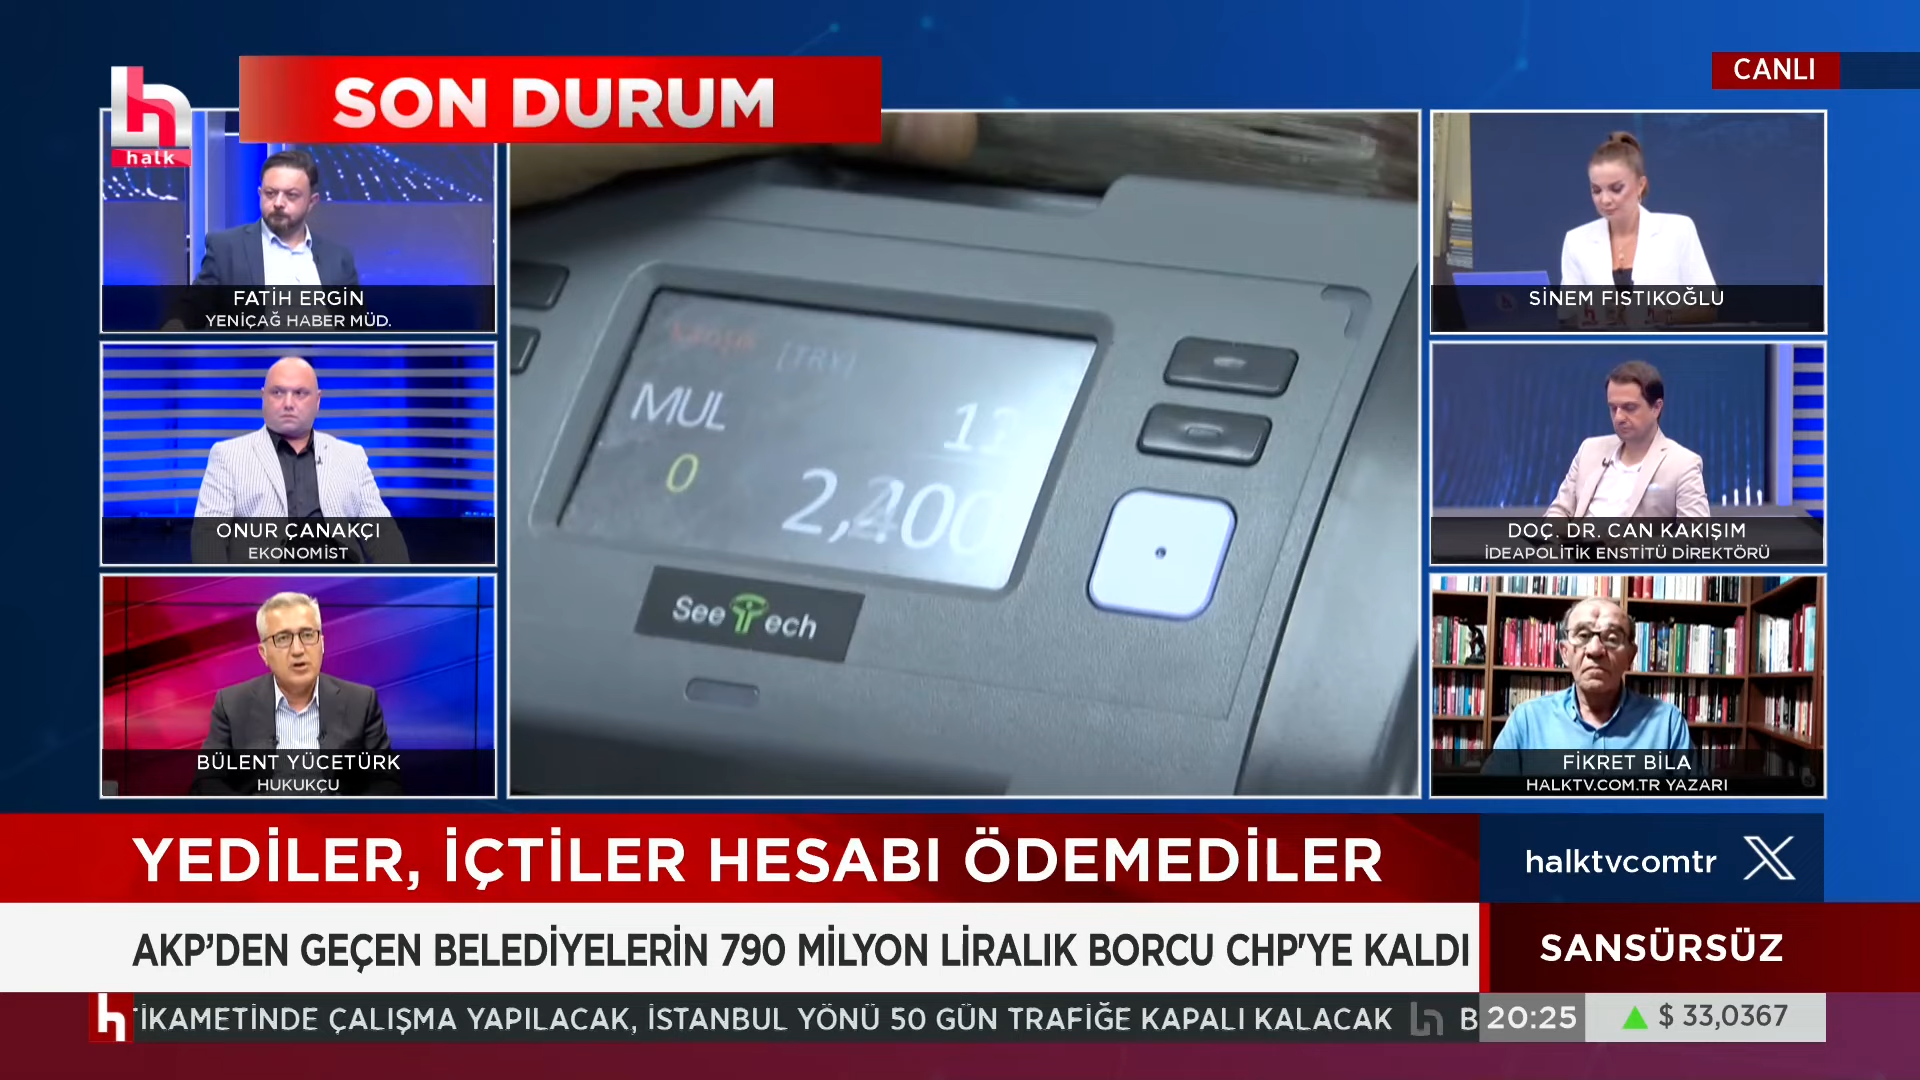 SON DURUM
CANLI
halk
FATİH ERGİN
YENİÇAĞ HABER MÜD.
ONUR ÇANAKÇI
EKONOMİST
BÜLENT YÜCETÜRK
HUKUKÇU
[TRY]
MUL
0
2,400
SeeTech
SİNEM FISTIKOĞLU
DOÇ. DR. CAN KAKIŞIM
İDEAPOLİTİK ENSTİTÜ DİREKTÖRÜ
FİKRET BİLA
HALKTV.COM.TR YAZARI
YEDİLER, İÇTİLER HESABI ÖDEMEDİLER
halktvcomtr X
AKP’DEN GEÇEN BELEDİYELERİN 790 MİLYON LİRALIK BORCU CHP'YE KALDI
SANSÜRSÜZ
TİKAMETİNDE ÇALIŞMA YAPILACAK, İSTANBUL YÖNÜ 50 GÜN TRAFİĞE KAPALI KALACAK B
20:25
$ 33,0367